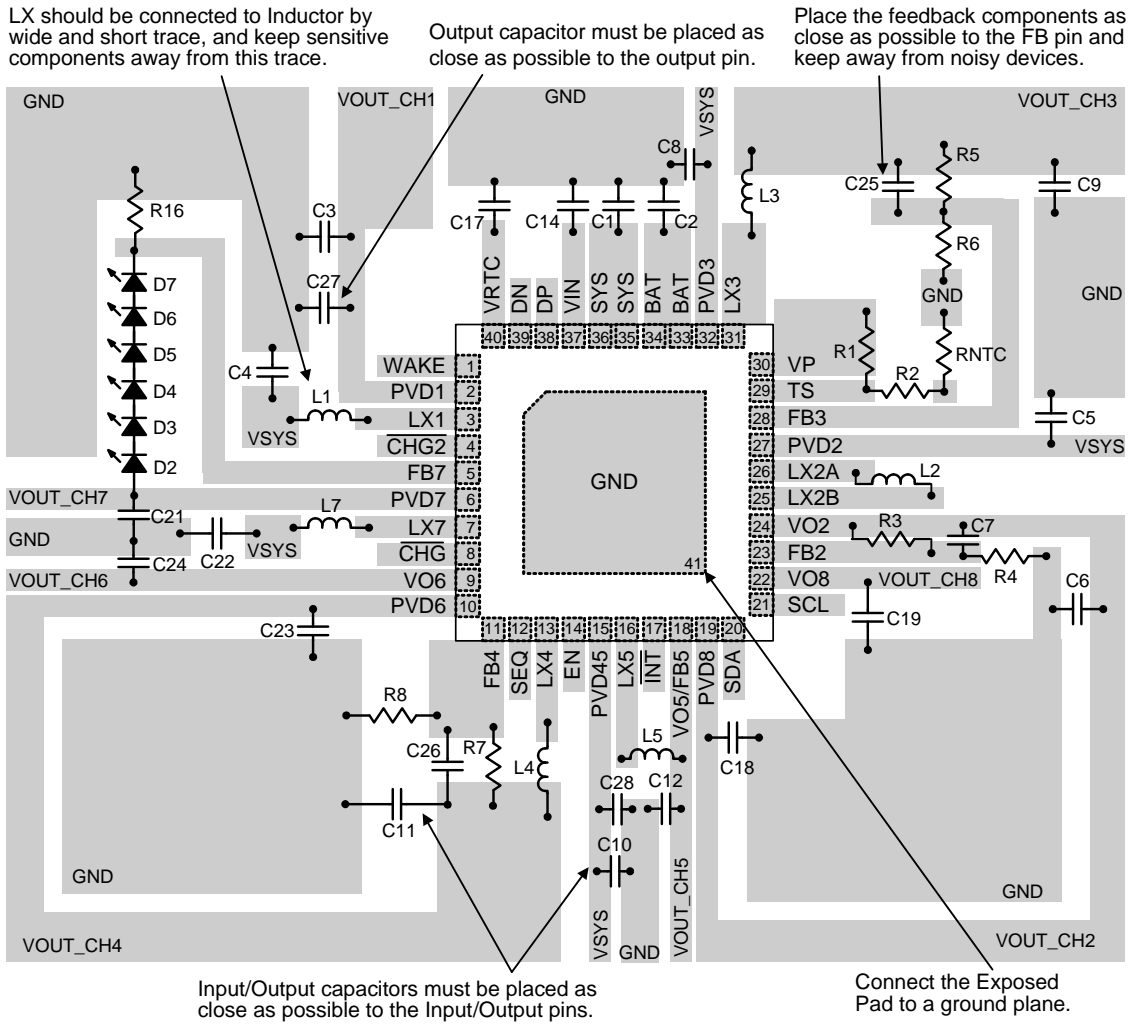 LX should be connected to Inductor by
wide and short trace, and keep sensitive
components away from this trace.
Output capacitor must be placed as
close as possible to the output pin.
Place the feedback components as
close as possible to the FB pin and
keep away from noisy devices.
GND
VOUT_CH1
GND
VSYS
VOUT_CH3
C8
R5
C25
C9
L3
R16
C3
C17
C14
C1
C2
R6
D7
C27
VRTC
DN
DP
VIN
SYS
SYS
BAT
BAT
PVD3
LX3
GND
GND
D6
40
39
38
37
36
35
34
33
32
31
D5
C4
WAKE
1
30
VP
R1
RNTC
D4
PVD1
2
29
TS
R2
L1
D3
LX1
3
28
FB3
C5
VSYS
CHG2
4
27
PVD2
VSYS
D2
FB7
5
26
LX2A
L2
GND
VOUT_CH7
PVD7
6
25
LX2B
C21
L7
LX7
7
24
VO2
R3
C7
GND
C22
VSYS
CHG
8
23
FB2
C24
R4
VOUT_CH6
VO6
9
22
VO8
VOUT_CH8
41
PVD6
10
21
SCL
C6
C19
C23
11
12
13
14
15
16
17
18
19
20
FB4
SEQ
LX4
EN
PVD45
LX5
INT
VO5/FB5
PVD8
SDA
R8
C26
R7
L4
L5
C18
C28
C12
C11
C10
GND
GND
VSYS
GND
VOUT_CH5
VOUT_CH4
VOUT_CH2
Input/Output capacitors must be placed as
close as possible to the Input/Output pins.
Connect the Exposed
Pad to a ground plane.